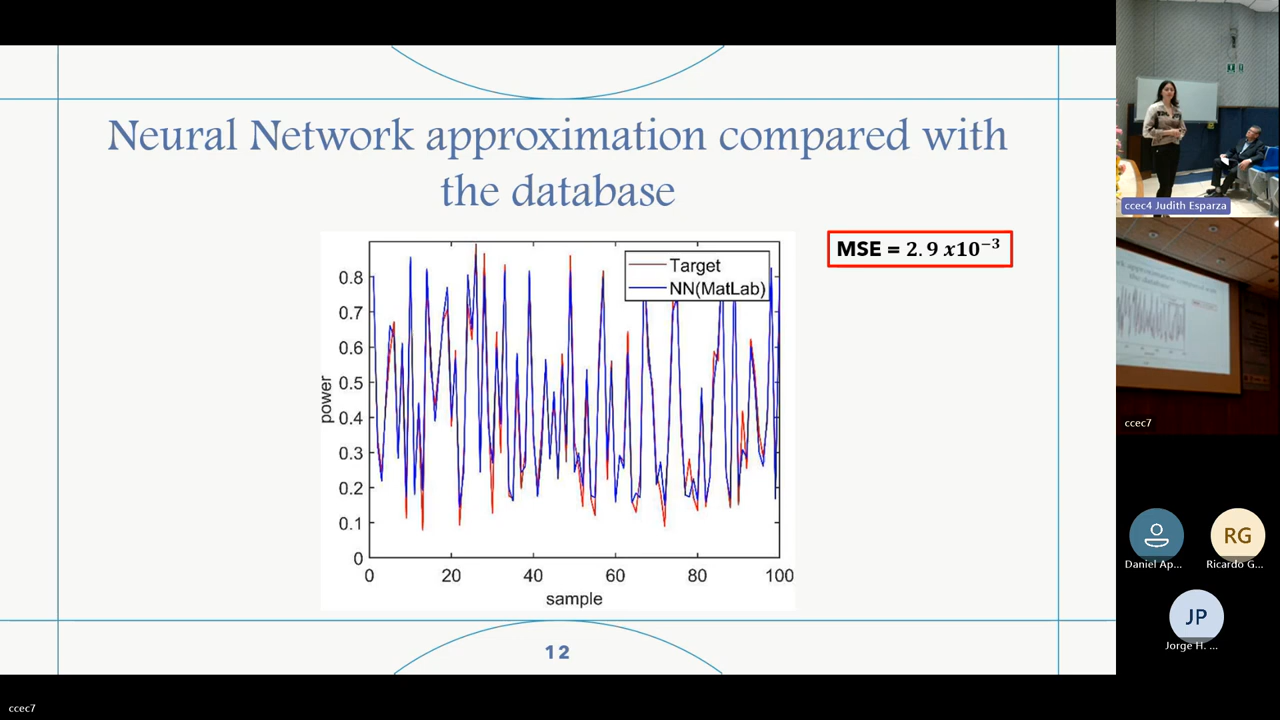 Neural Network approximation compared with
the database
MSE = 2.9 x10⁻³
Target
NN(MatLab)
0.8
0.7
0.6
0.5
0.4
0.3
0.2
0.1
0
power
0
20
40
60
80
100
sample
12
ccec4 Judith Esparza
ccec7
RG
Daniel Ap...
Ricardo G...
JP
Jorge H. ...
ccec7